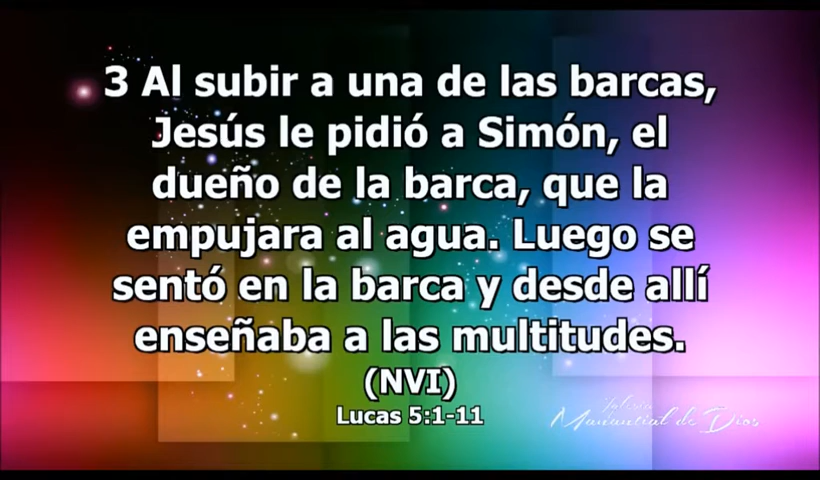 3 Al subir a una de las barcas,
Jesús le pidió a Simón, el
dueño de la barca, que la
empujara al agua. Luego se
sentó en la barca y desde allí
enseñaba a las multitudes.
(NVI)
Lucas 5:1-11
Iglesia
Manantial de Dios